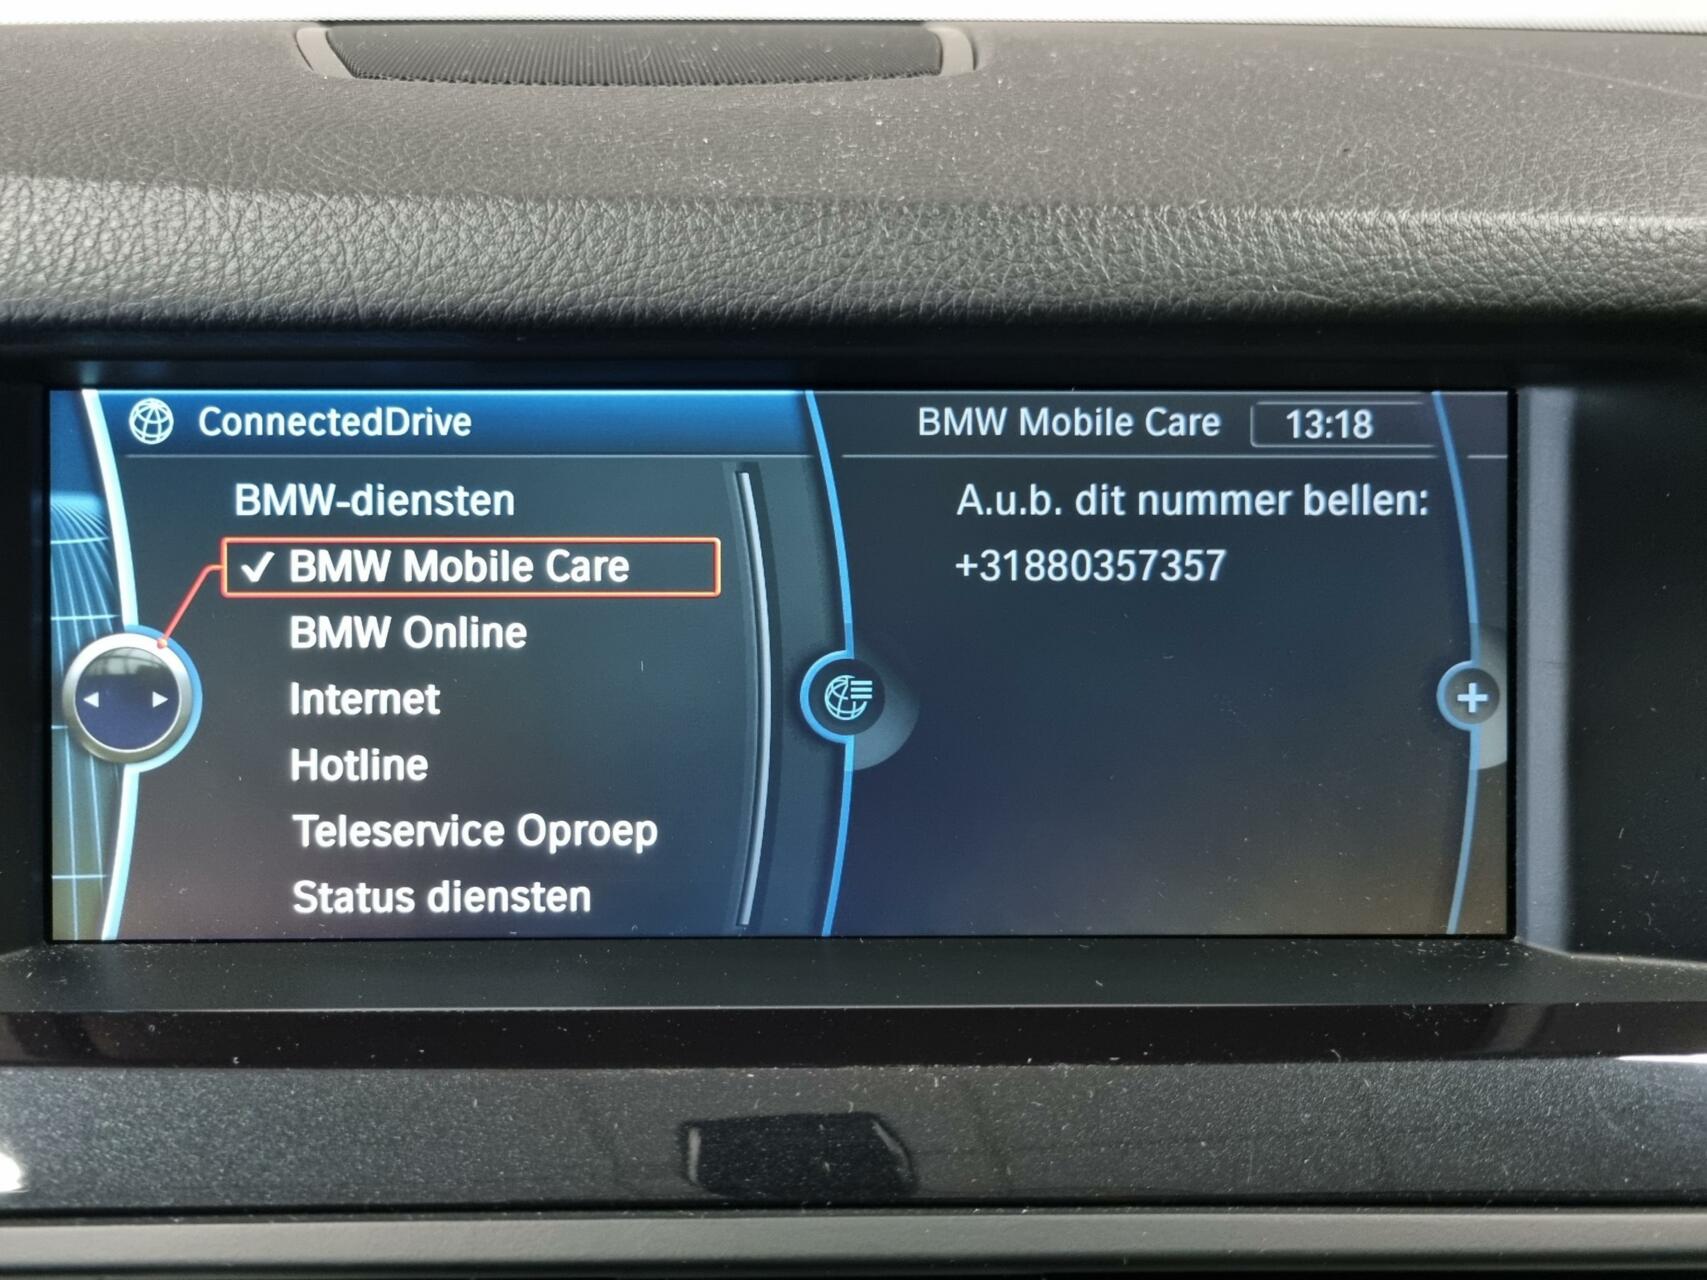 ConnectedDrive
BMW-diensten
✓ BMW Mobile Care
BMW Online
Internet
Hotline
Teleservice Oproep
Status diensten
BMW Mobile Care 13:18
A.u.b. dit nummer bellen:
+31880357357